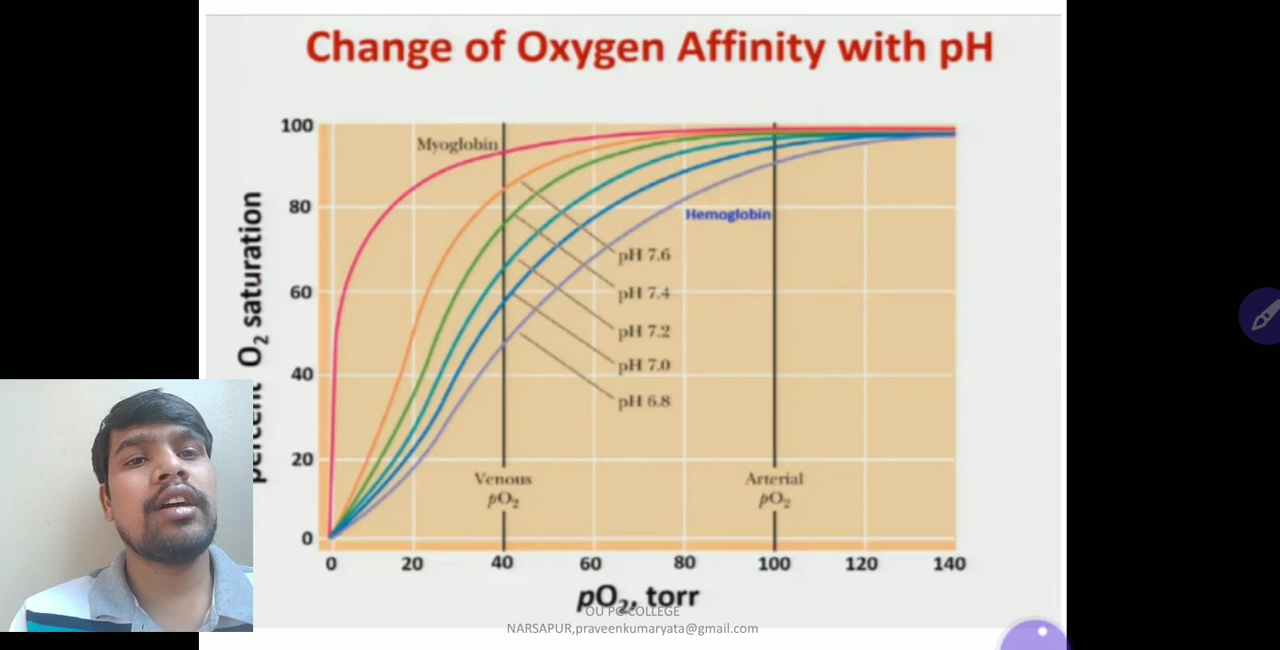 Change of Oxygen Affinity with pH
percent O2 saturation
100
80
60
40
20
0
Myoglobin
Hemoglobin
pH 7.6
pH 7.4
pH 7.2
pH 7.0
pH 6.8
Venous
pO2
Arterial
pO2
0 20 40 60 80 100 120 140
pO2, torr
OU PG COLLEGE
NARSAPUR,praveenkumaryata@gmail.com